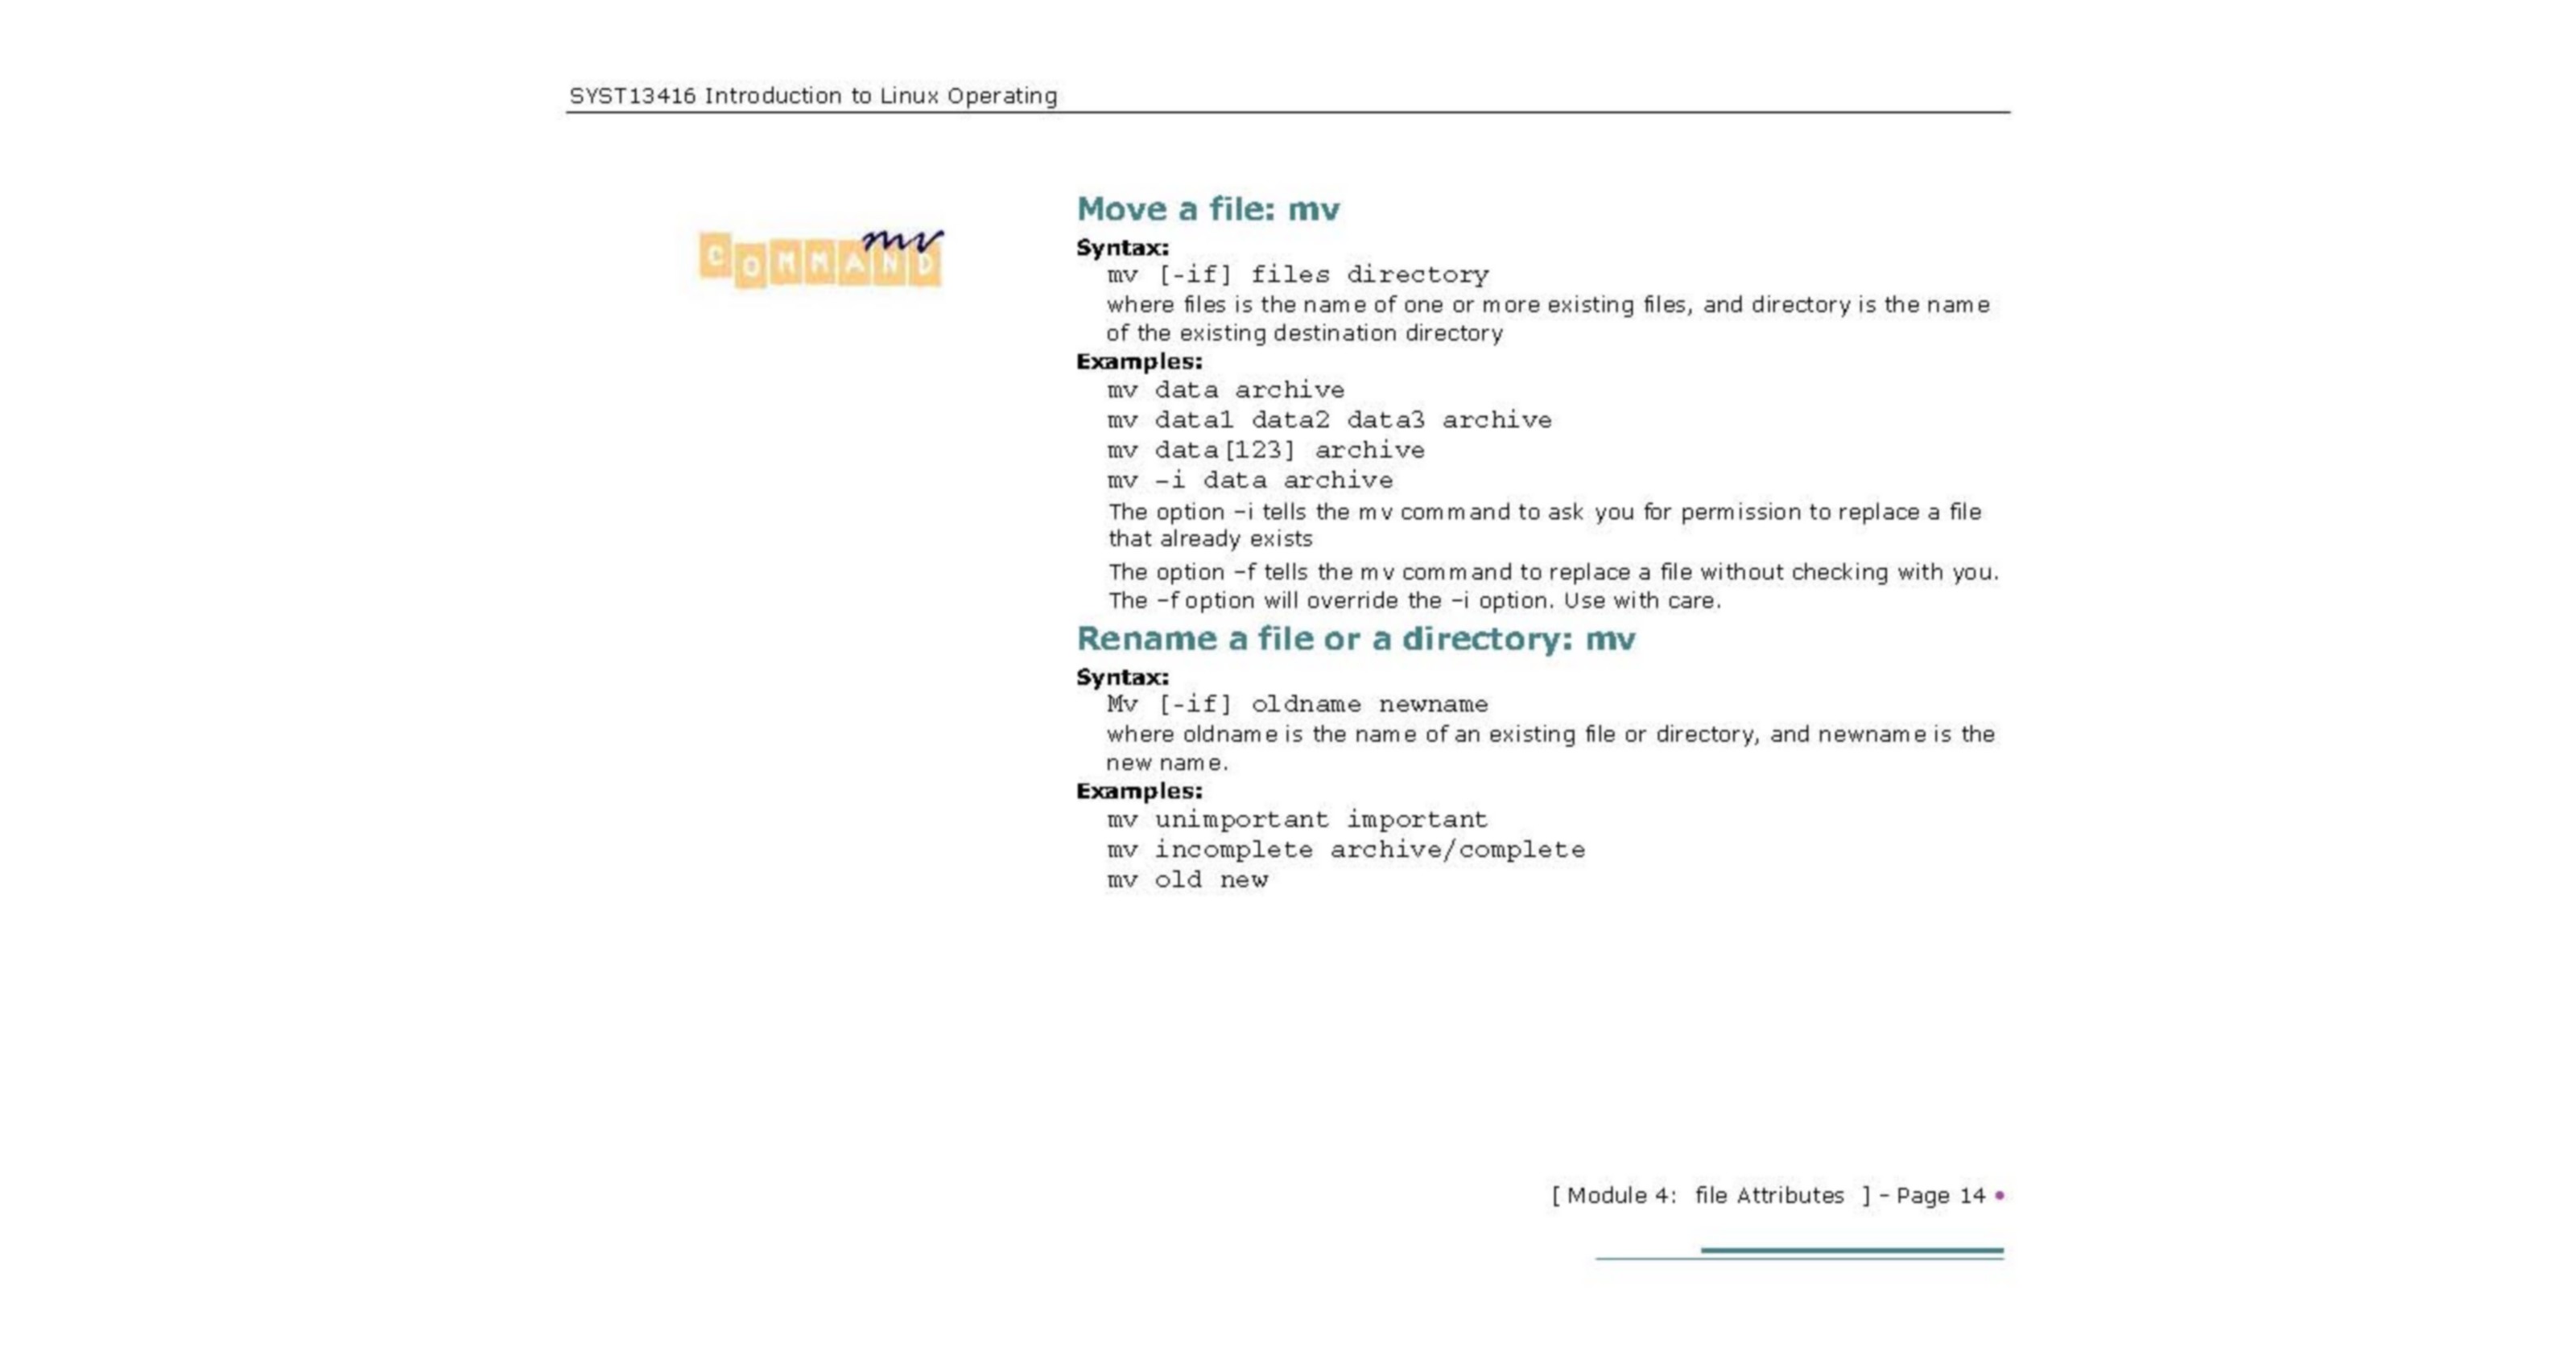 SYST13416 Introduction to Linux Operating
COMMAND
mv
Move a file: mv
Syntax:
mv [-if] files directory
where files is the name of one or more existing files, and directory is the name
of the existing destination directory
Examples:
mv data archive
mv data1 data2 data3 archive
mv data[123] archive
mv –i data archive
The option –i tells the mv command to ask you for permission to replace a file
that already exists
The option –f tells the mv command to replace a file without checking with you.
The –f option will override the –i option. Use with care.
Rename a file or a directory: mv
Syntax:
Mv [-if] oldname newname
where oldname is the name of an existing file or directory, and newname is the
new name.
Examples:
mv unimportant important
mv incomplete archive/complete
mv old new
[ Module 4: file Attributes ] – Page 14 •